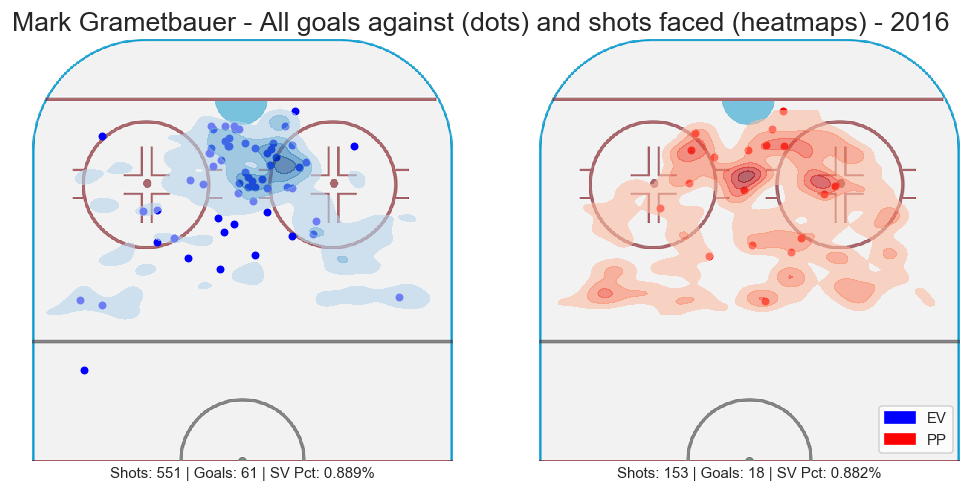 Mark Grametbauer - All goals against (dots) and shots faced (heatmaps) - 2016
EV
PP
Shots: 551 | Goals: 61 | SV Pct: 0.889%
Shots: 153 | Goals: 18 | SV Pct: 0.882%